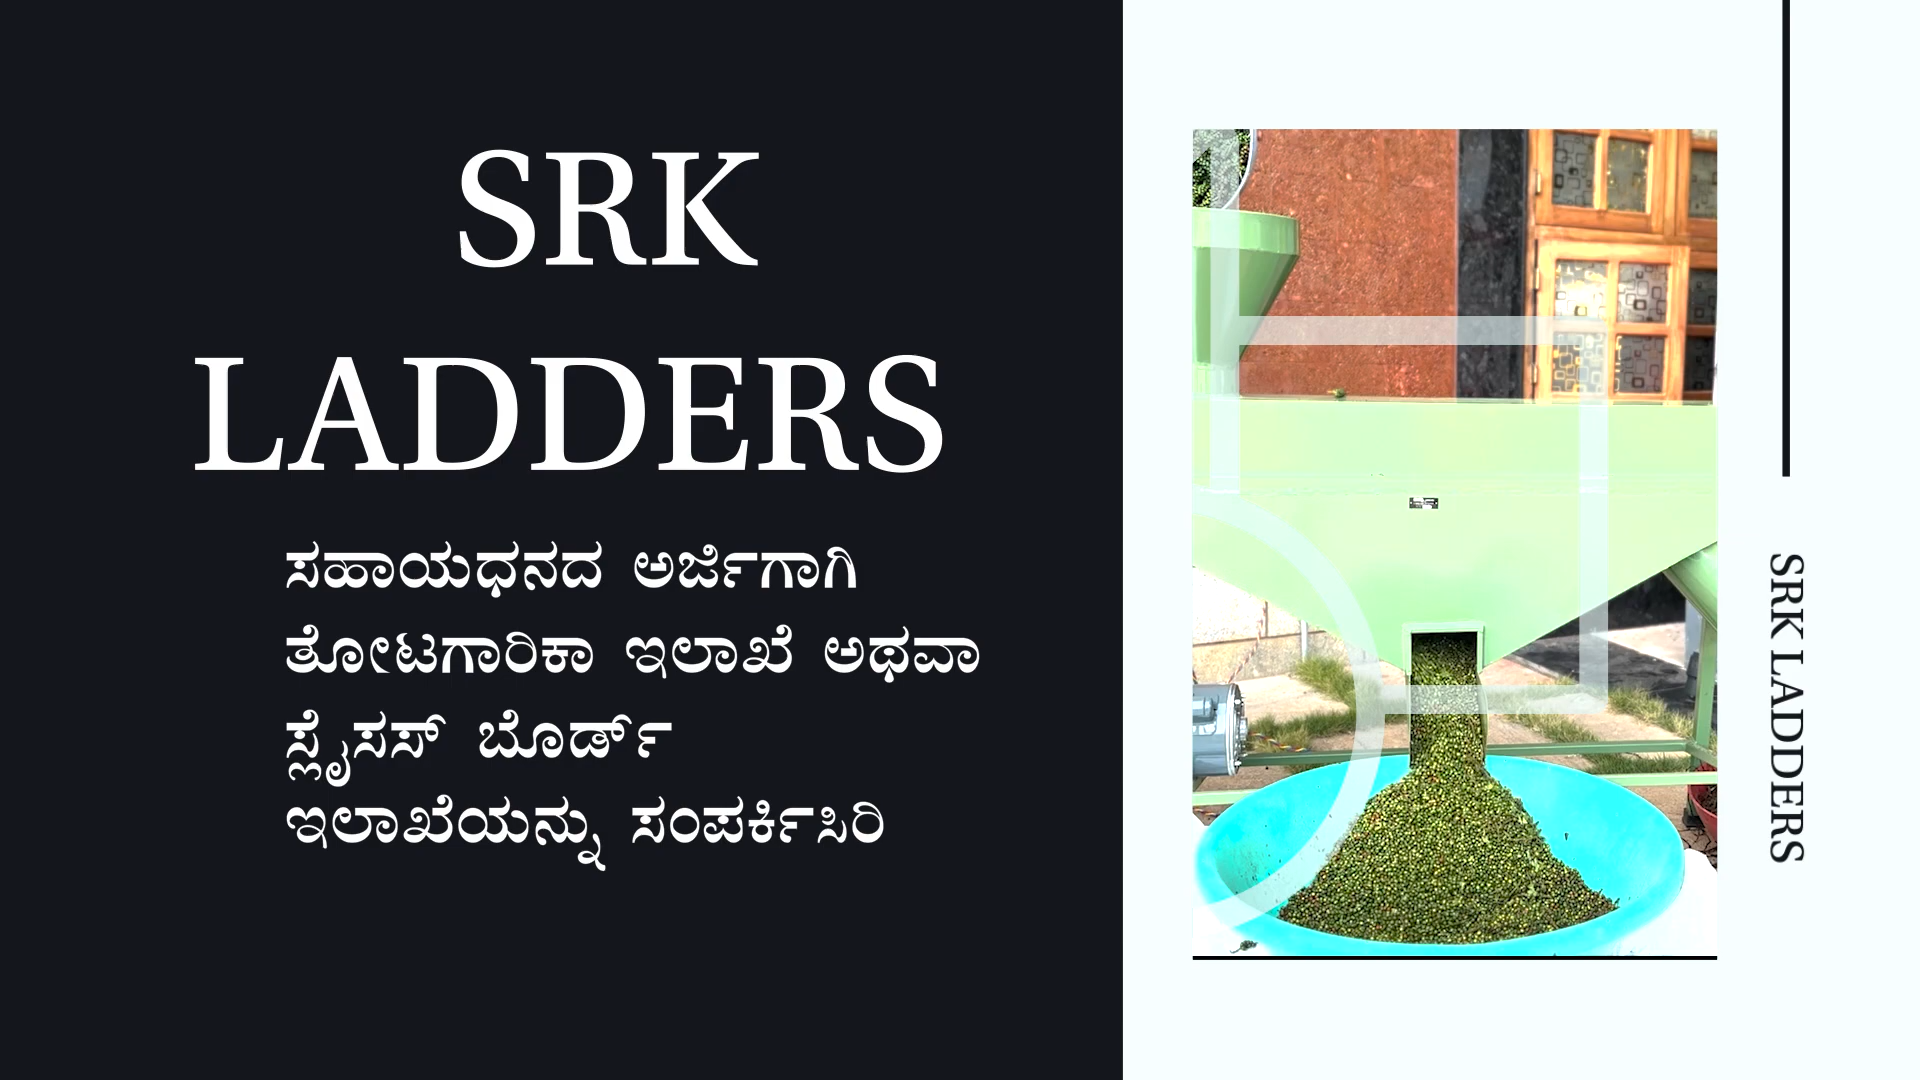 SRK
LADDERS
ಸಹಾಯಧನದ ಅರ್ಜಿಗಾಗಿ
ತೋಟಗಾರಿಕಾ ಇಲಾಖೆ ಅಥವಾ
ಸ್ಲೈಸಸ್ ಬೊರ್ಡ್
ಇಲಾಖೆಯನ್ನು ಸಂಪರ್ಕಿಸಿರಿ
SRK LADDERS